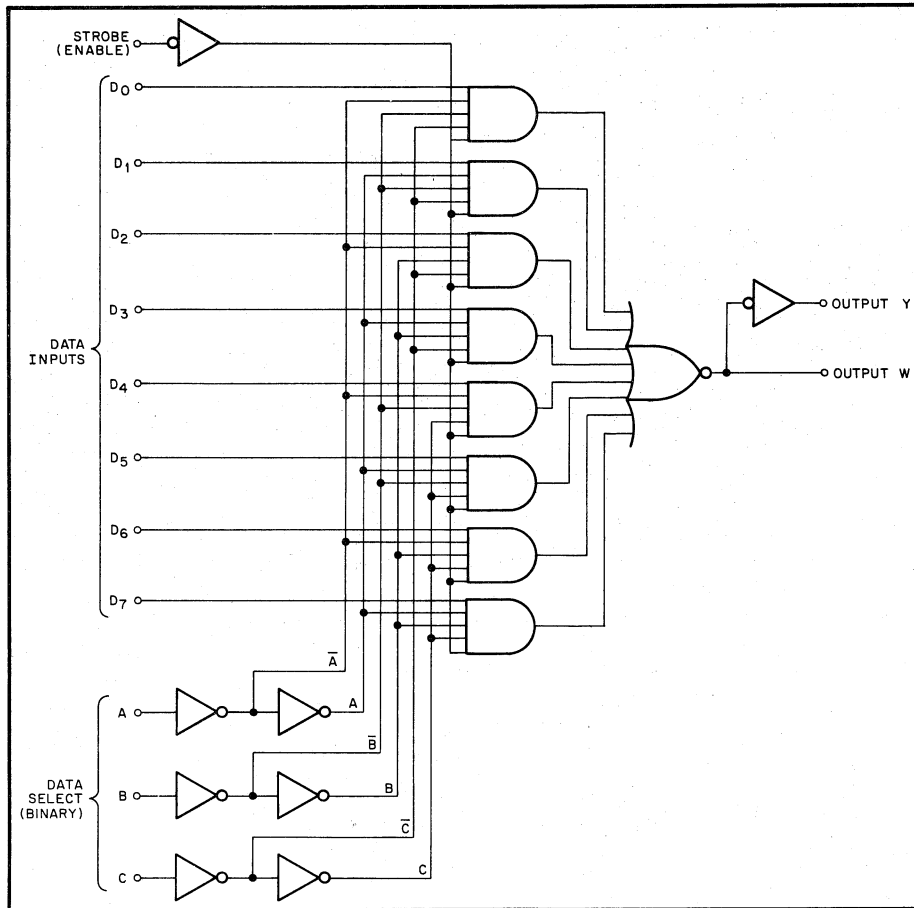 STROBE
(ENABLE)
D0
D1
D2
D3
DATA
INPUTS
D4
D5
D6
D7
OUTPUT Y
OUTPUT W
A̅
A
A
B̅
DATA
SELECT
(BINARY)
B
B
C̅
C
C